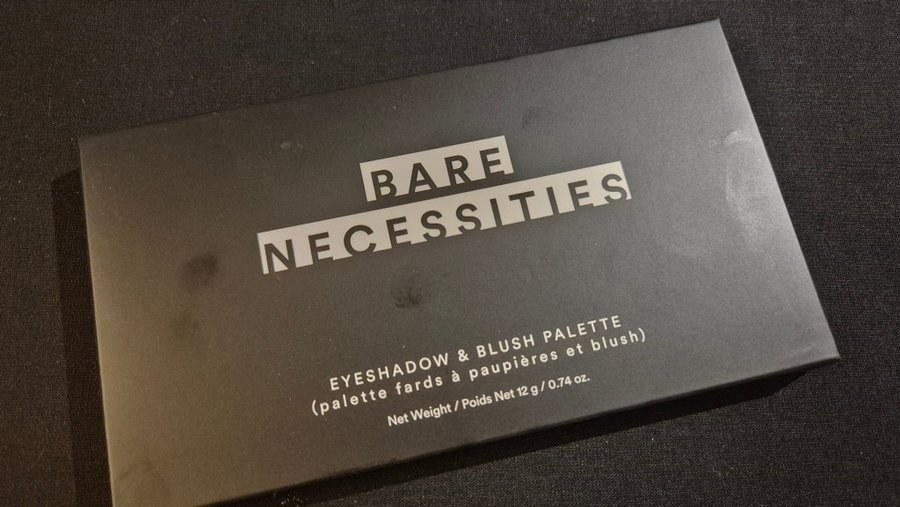 BARE
NECESSITIES
EYESHADOW & BLUSH PALETTE
(palette fards à paupières et blush)
Net Weight / Poids Net 12 g / 0.74 oz.